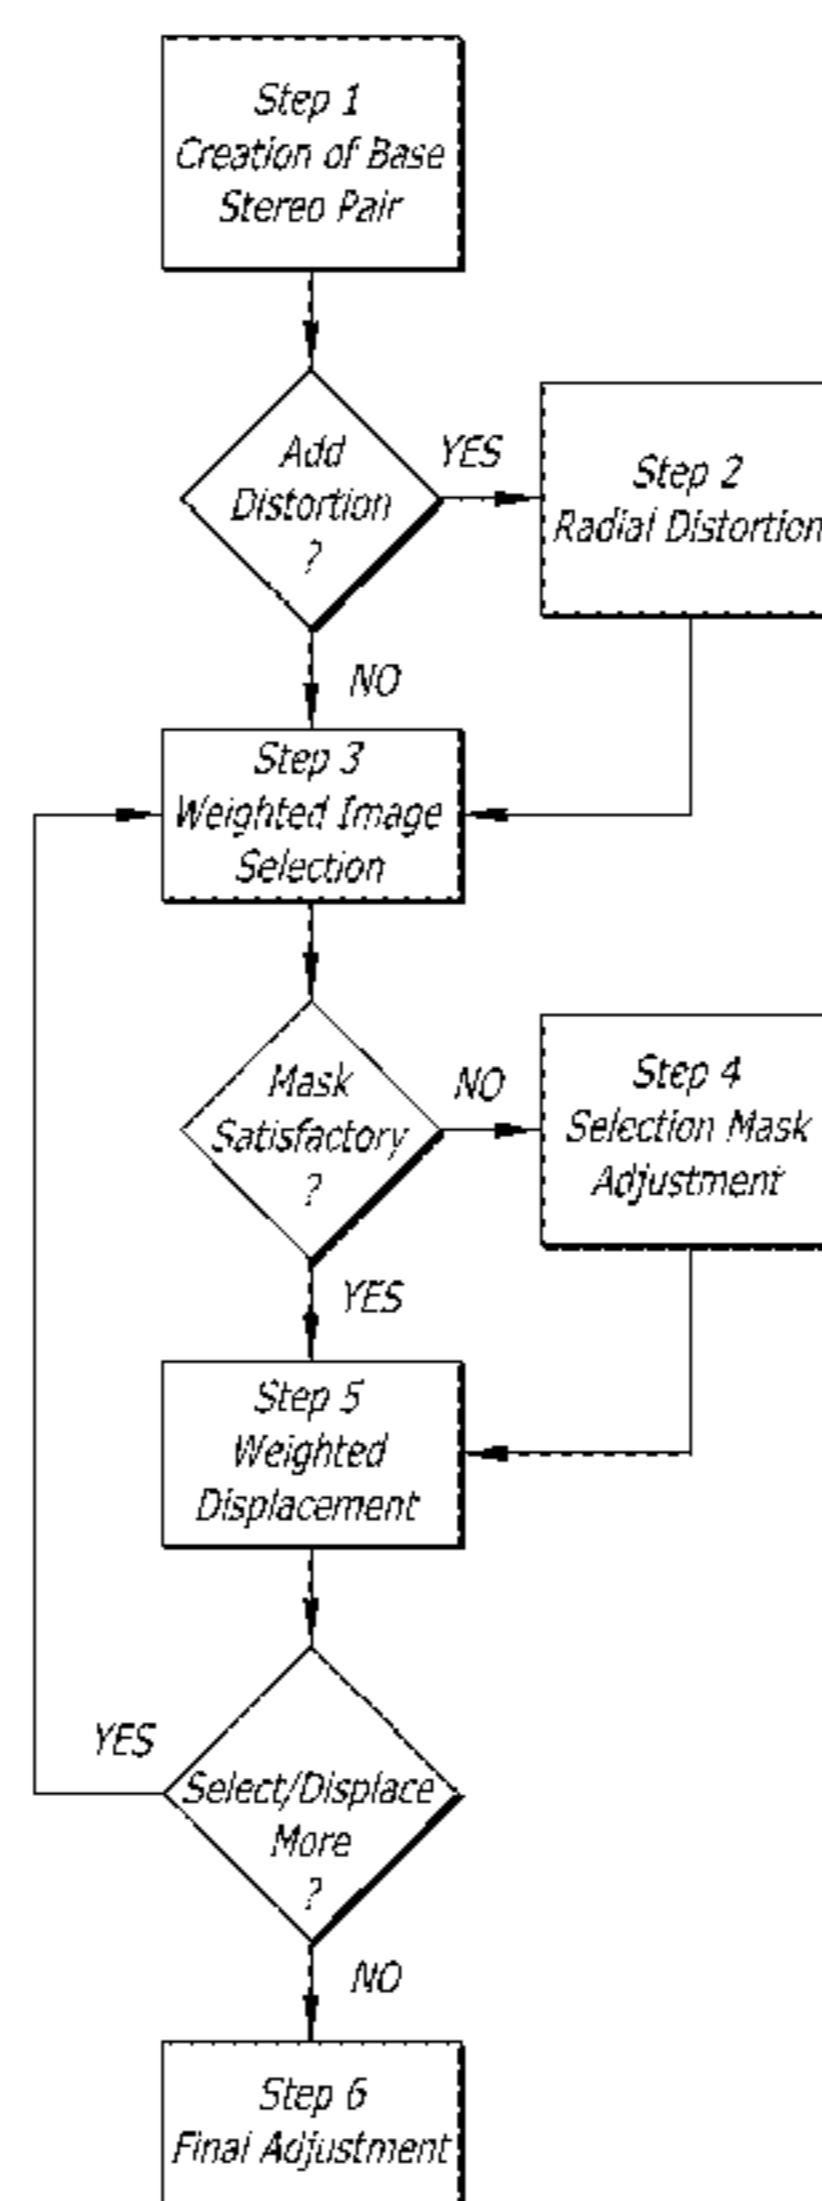 Step 1
Creation of Base
Stereo Pair
Add
Distortion
?
YES
Step 2
Radial Distortion
NO
Step 3
Weighted Image
Selection
Mask
Satisfactory
?
NO
Step 4
Selection Mask
Adjustment
YES
Step 5
Weighted
Displacement
YES
Select/Displace
More
?
NO
Step 6
Final Adjustment